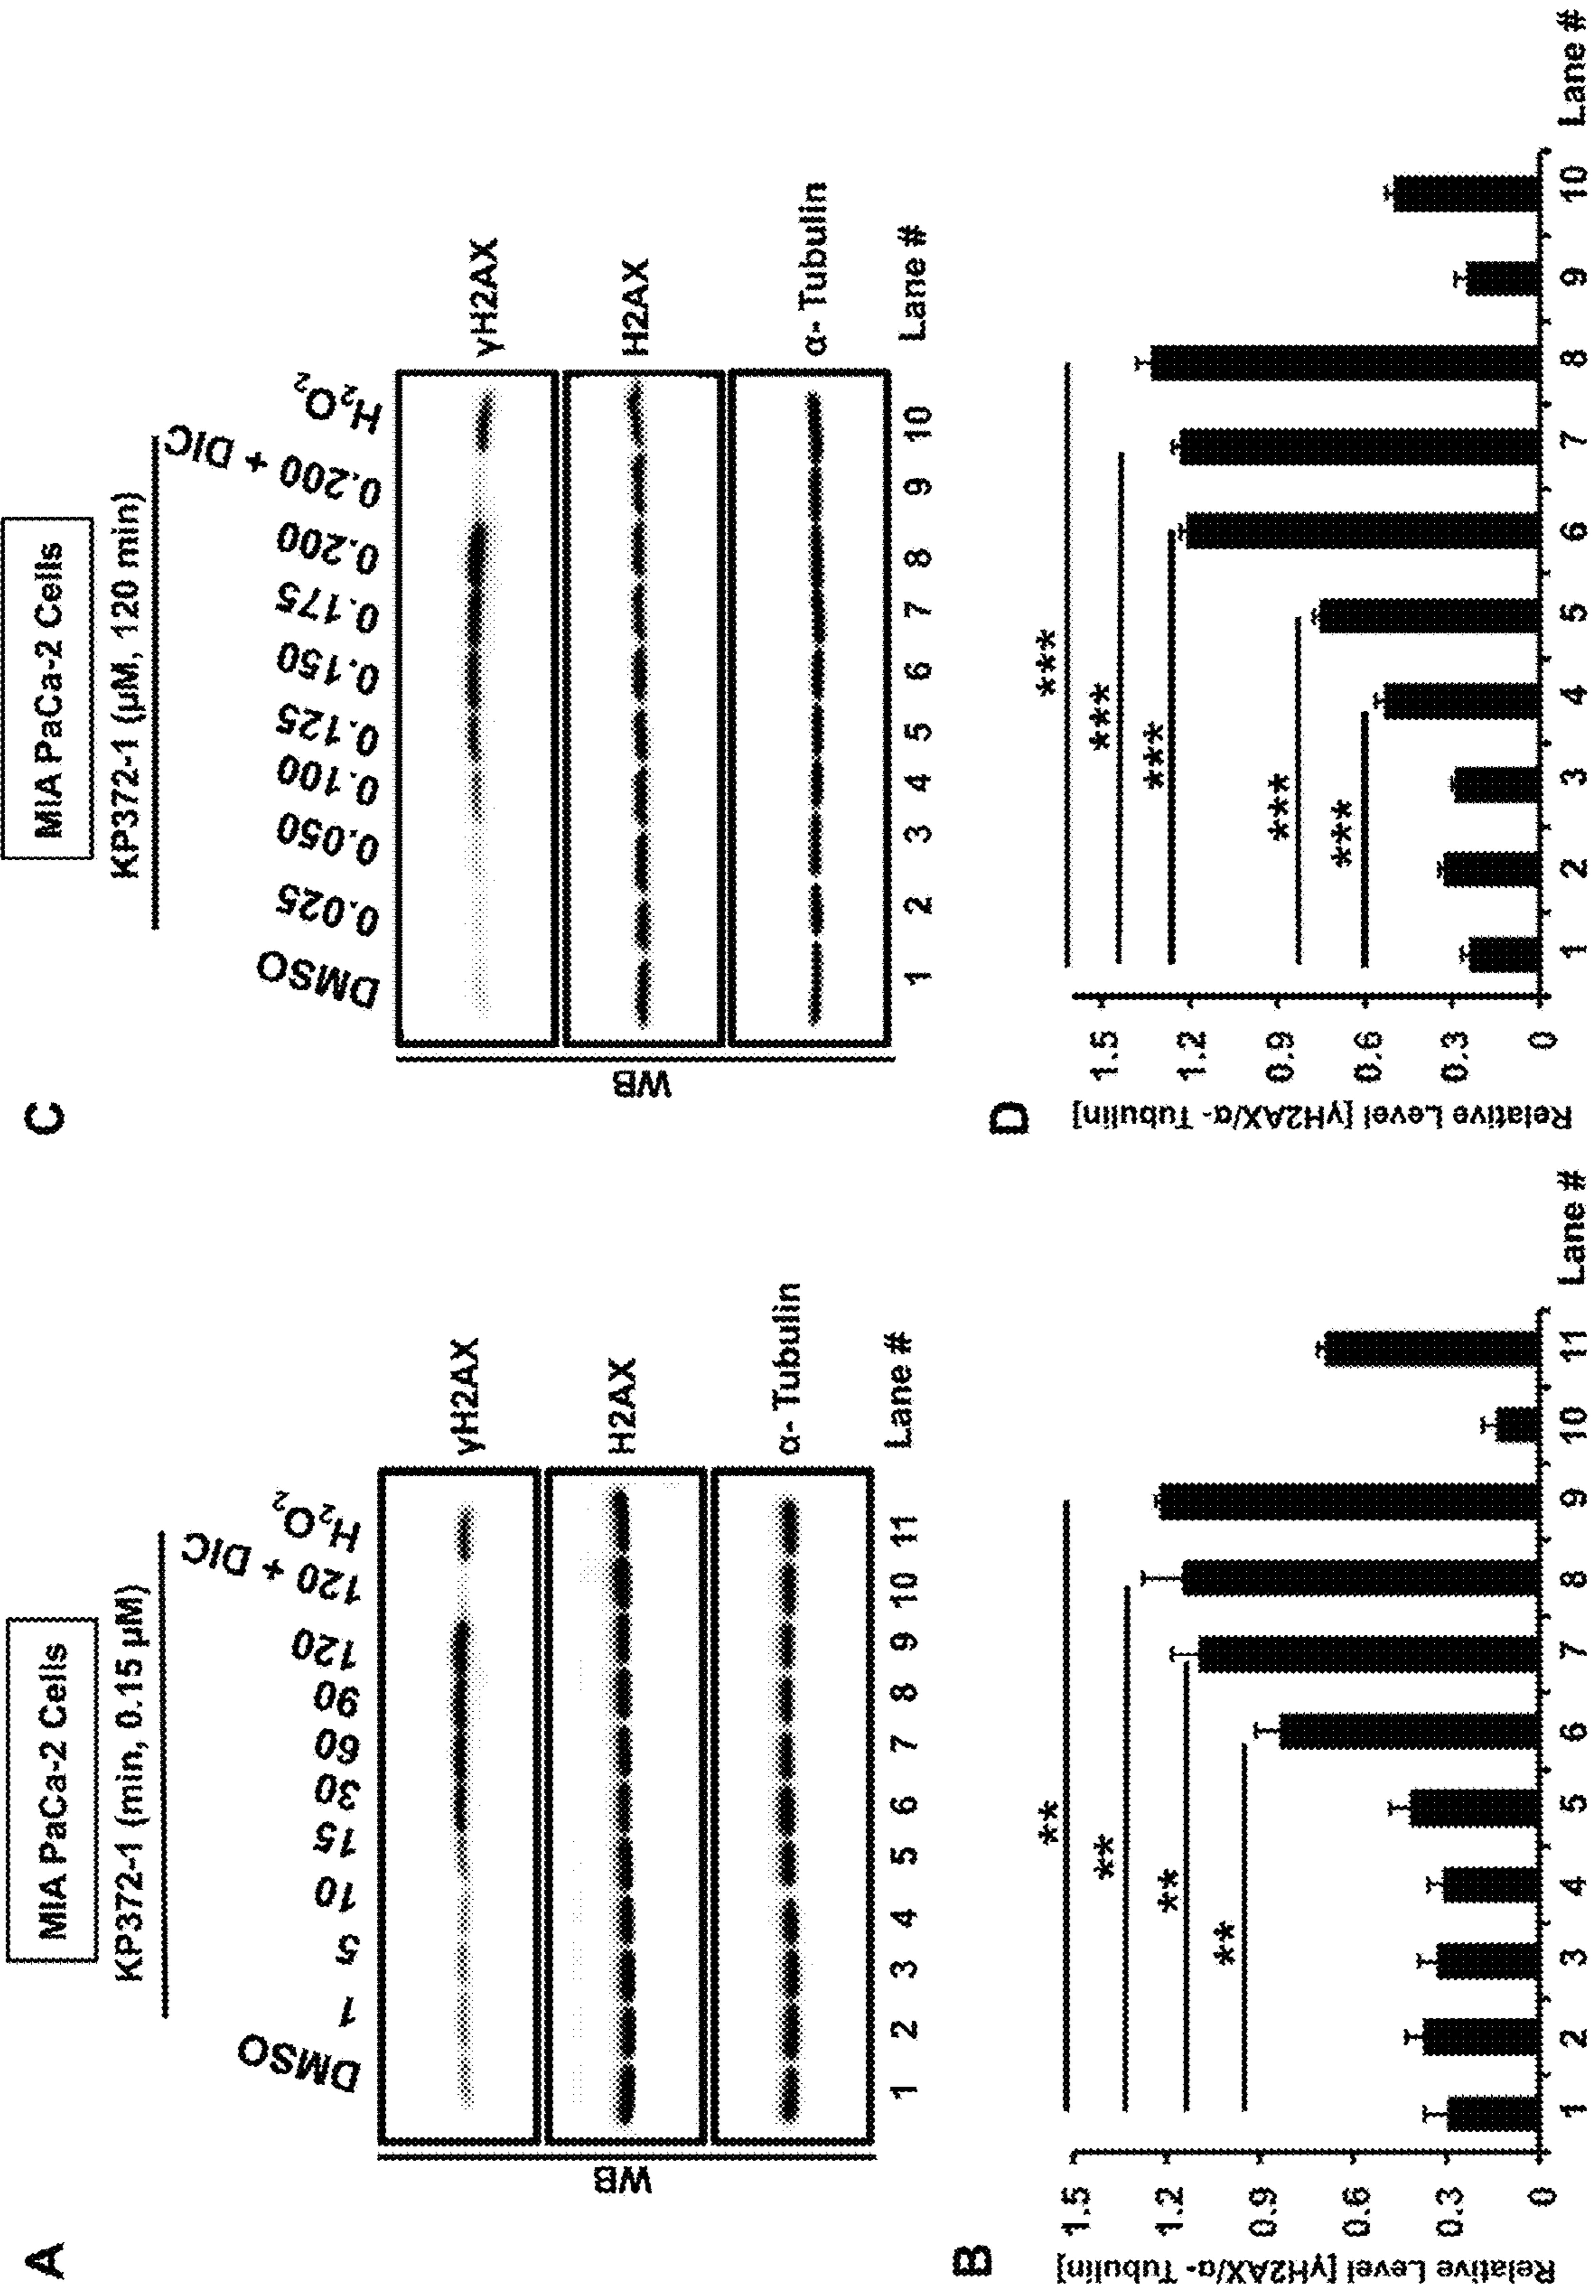 A
MIA PaCa-2 Cells
KP372-1 (min, 0.15 µM)
DMSO
1
5
10
15
30
60
90
120
120 + DIC
H₂O₂
WB
γH2AX
H2AX
α- Tubulin
1 2 3 4 5 6 7 8 9 10 11 Lane #
B
Relative Level [γH2AX/α- Tubulin]
1.5
1.2
0.9
0.6
0.3
0
**
**
**
**
1 2 3 4 5 6 7 8 9 10 11 Lane #
C
MIA PaCa-2 Cells
KP372-1 (µM, 120 min)
DMSO
0.025
0.050
0.100
0.125
0.150
0.175
0.200
0.200 + DIC
H₂O₂
WB
γH2AX
H2AX
α- Tubulin
1 2 3 4 5 6 7 8 9 10 Lane #
D
Relative Level [γH2AX/α- Tubulin]
1.5
1.2
0.9
0.6
0.3
0
***
***
***
***
***
1 2 3 4 5 6 7 8 9 10 Lane #